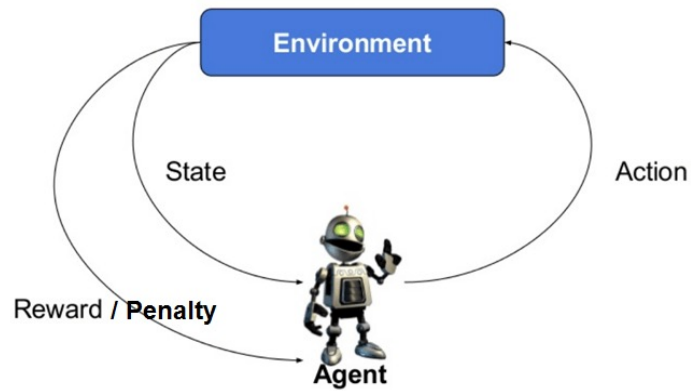 Environment
State
Action
Reward / Penalty
Agent